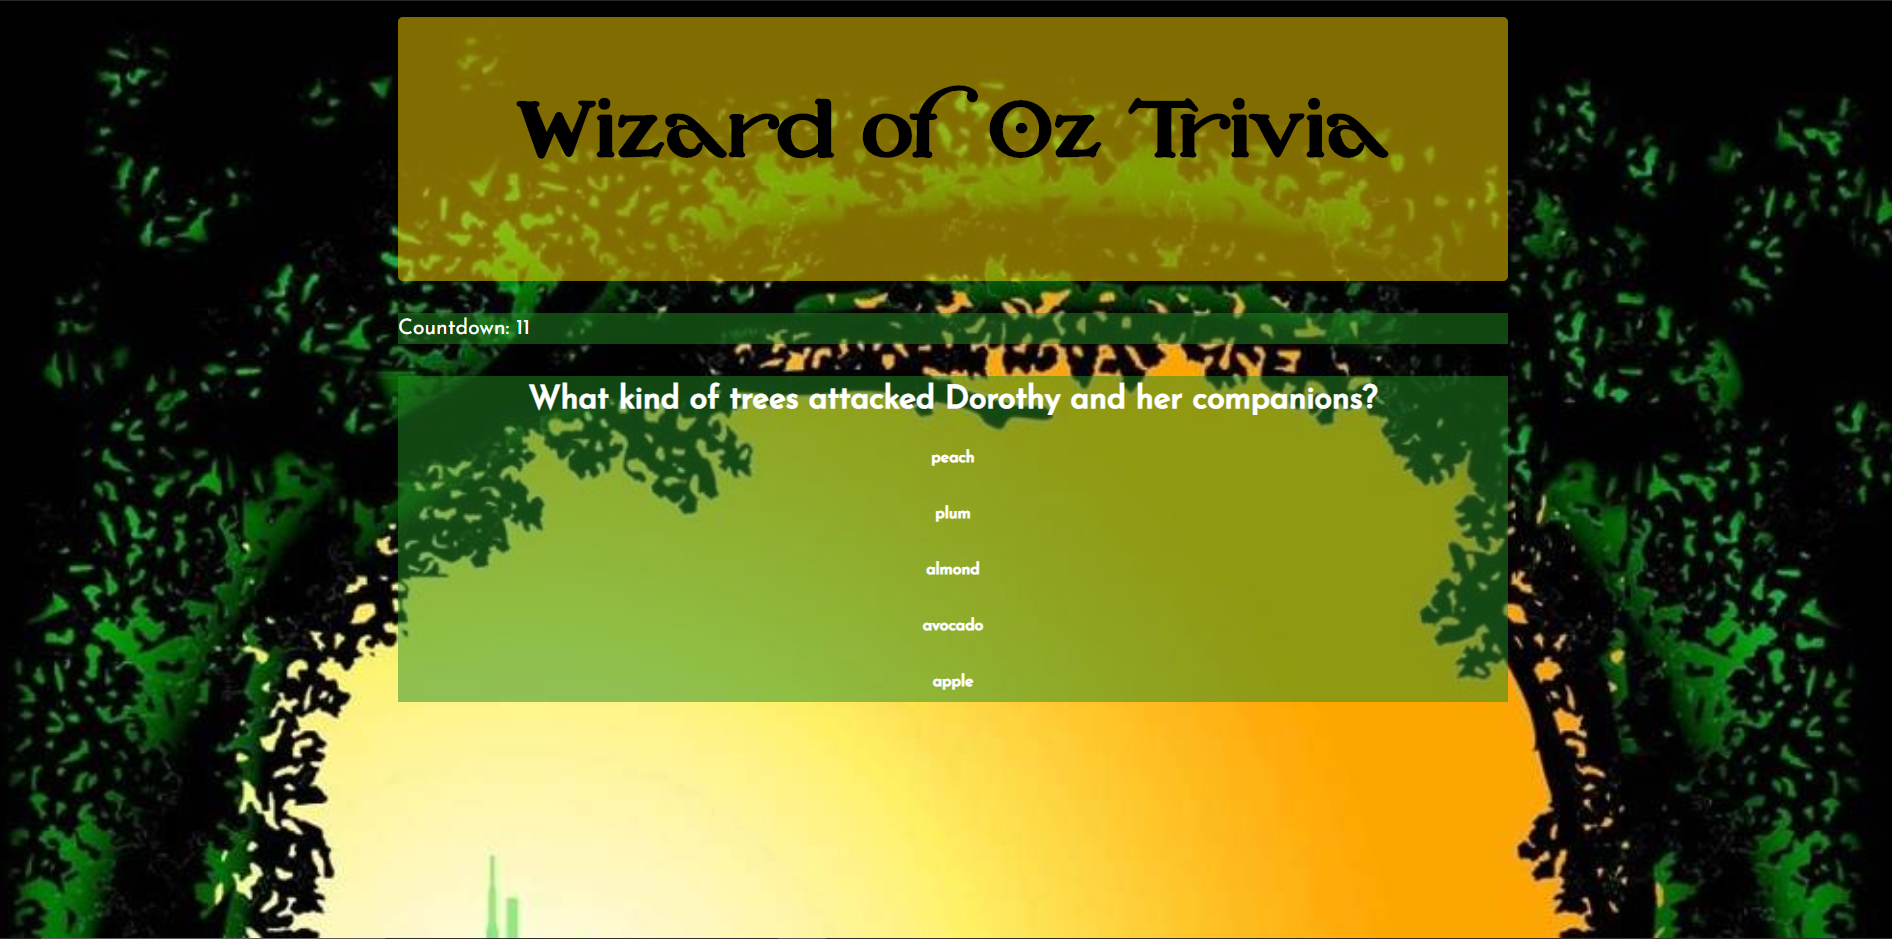 Wizard of Oz Trivia
Countdown: 11
What kind of trees attacked Dorothy and her companions?
peach
plum
almond
avocado
apple